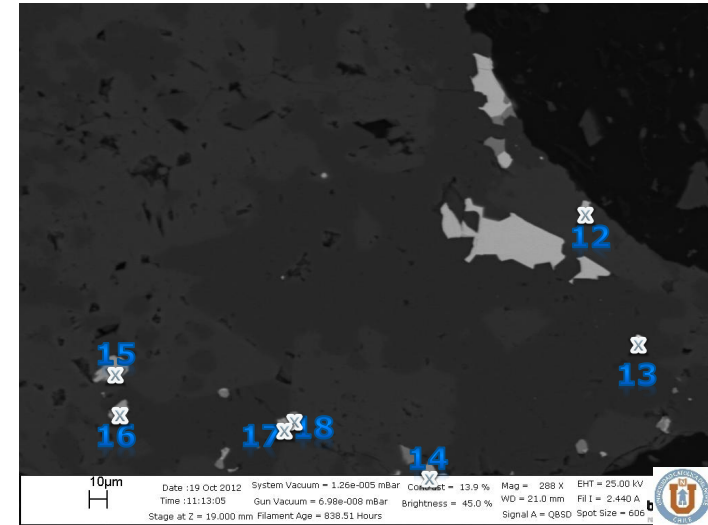 12
15
13
16
17 18
14
10µm
Date :19 Oct 2012 System Vacuum = 1.26e-005 mBar = 13.9 % Mag = 288 X EHT = 25.00 kV
Time :11:13:05 Gun Vacuum = 6.98e-008 mBar Brightness = 45.0 % WD = 21.0 mm Fil I = 2.440 A
Stage at Z = 19.000 mm Filament Age = 838.51 Hours Signal A = QBSD Spot Size = 606